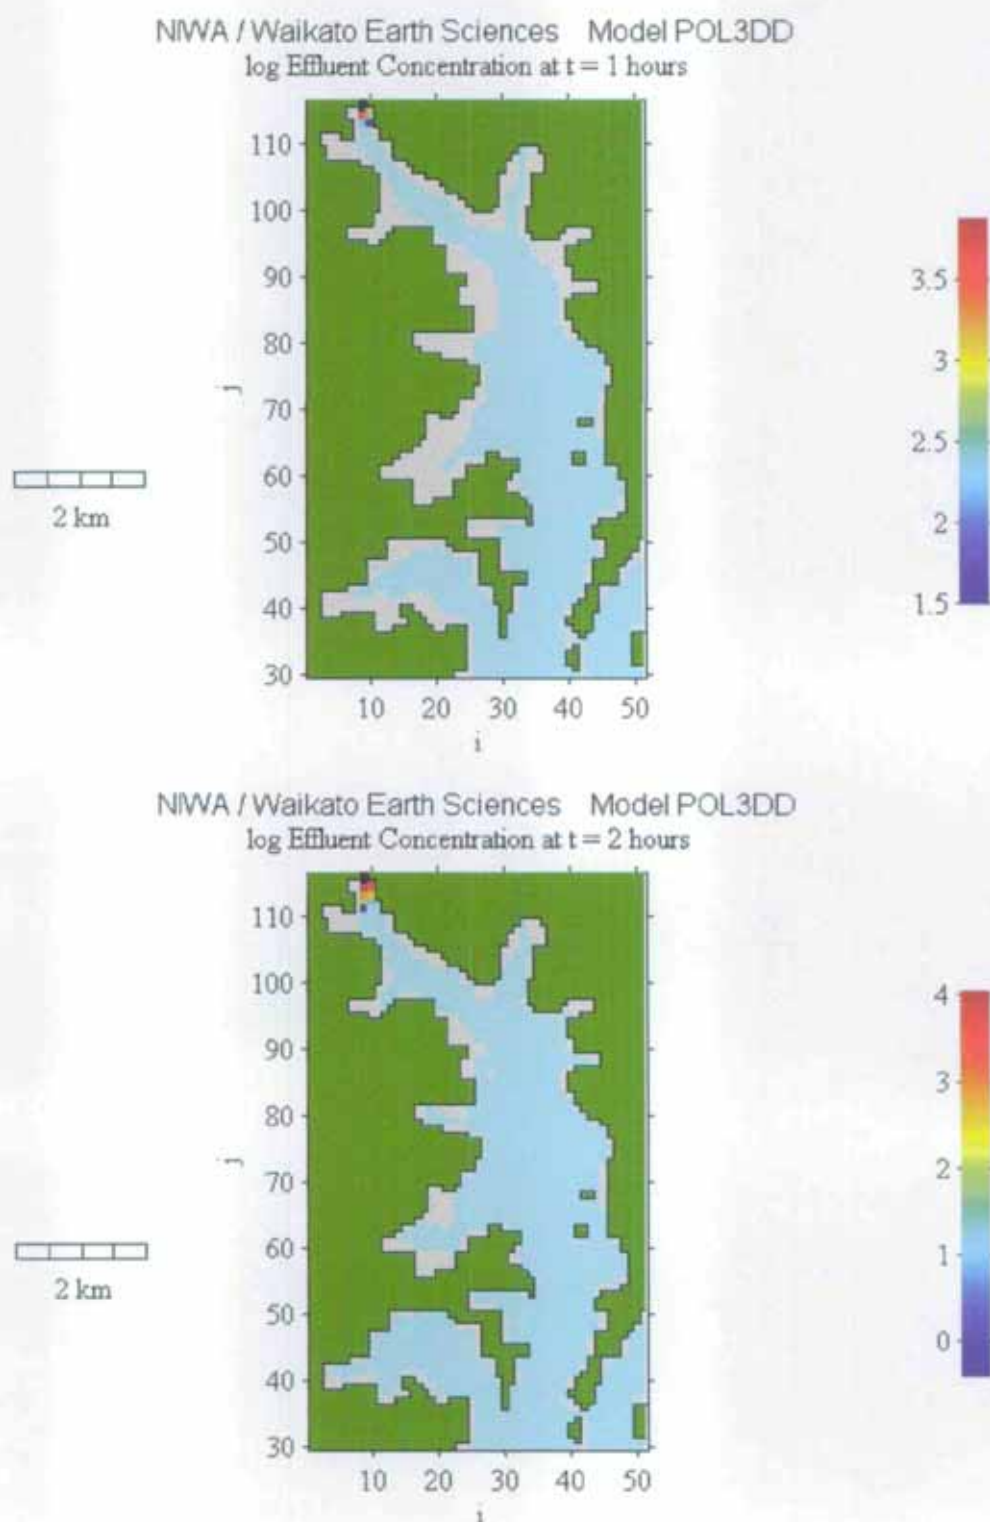 NIWA / Waikato Earth Sciences Model POL3DD
log Effluent Concentration at t = 1 hours
110
100
90
80
70
60
50
40
30
j
10 20 30 40 50
i
2 km
3.5
3
2.5
2
1.5
NIWA / Waikato Earth Sciences Model POL3DD
log Effluent Concentration at t = 2 hours
110
100
90
80
70
60
50
40
30
j
10 20 30 40 50
i
2 km
4
3
2
1
0